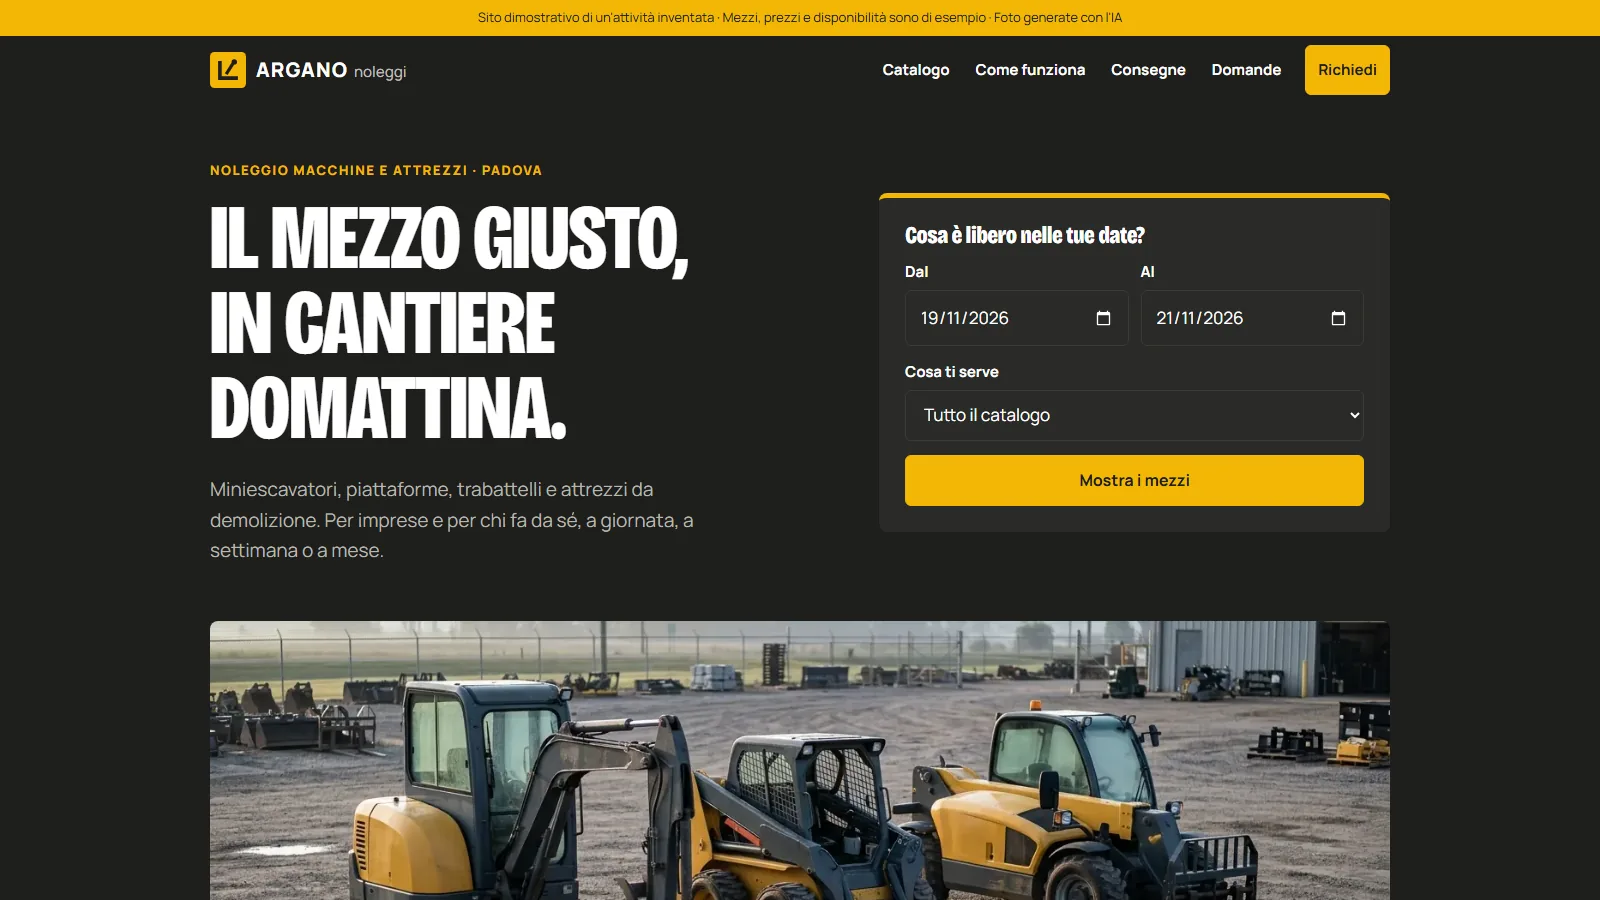 Sito dimostrativo di un'attività inventata · Mezzi, prezzi e disponibilità sono di esempio · Foto generate con l'IA
ARGANO noleggi
Catalogo
Come funziona
Consegne
Domande
Richiedi
NOLEGGIO MACCHINE E ATTREZZI · PADOVA
IL MEZZO GIUSTO,
IN CANTIERE
DOMATTINA.
Miniescavatori, piattaforme, trabattelli e attrezzi da
demolizione. Per imprese e per chi fa da sé, a giornata, a
settimana o a mese.
Cosa è libero nelle tue date?
Dal
Al
19/11/2026
21/11/2026
Cosa ti serve
Tutto il catalogo
Mostra i mezzi